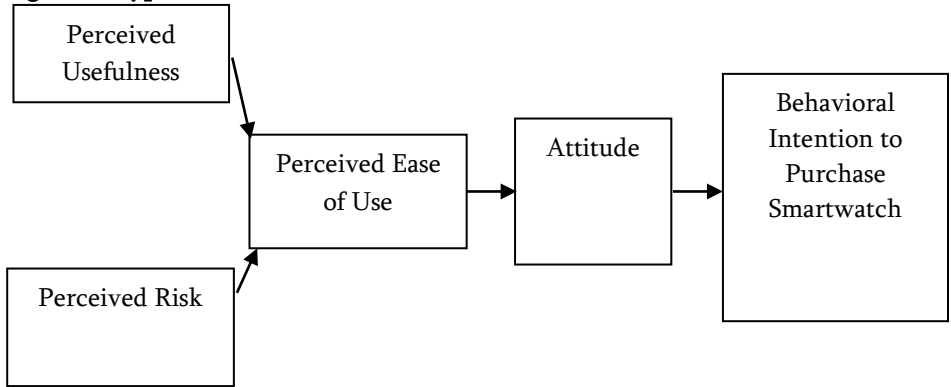 Perceived
Usefulness
Perceived Ease
of Use
Perceived Risk
Attitude
Behavioral
Intention to
Purchase
Smartwatch